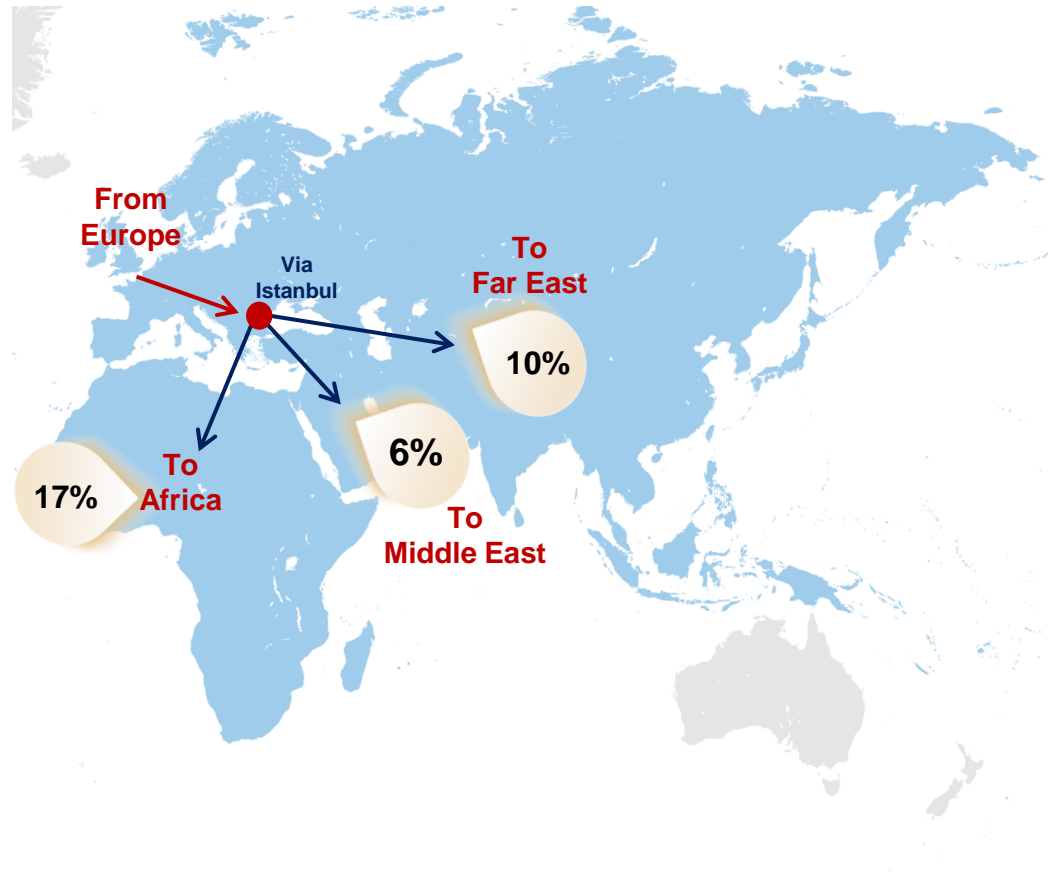 From
Europe
Via
Istanbul
To
Far East
10%
6%
To
Middle East
17%
To
Africa